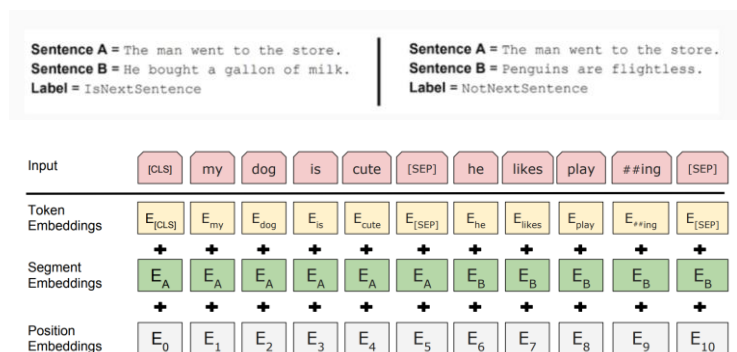 Sentence A = The man went to the store.
Sentence B = He bought a gallon of milk.
Label = IsNextSentence
Sentence A = The man went to the store.
Sentence B = Penguins are flightless.
Label = NotNextSentence
Input [CLS] my dog is cute [SEP] he likes play ##ing [SEP]
Token Embeddings E[CLS] Emy Edog Eis Ecute E[SEP] Ehe Elikes Eplay E##ing E[SEP]
+ + + + + + + + + + +
Segment Embeddings EA EA EA EA EA EA EB EB EB EB EB
+ + + + + + + + + + +
Position Embeddings E0 E1 E2 E3 E4 E5 E6 E7 E8 E9 E10